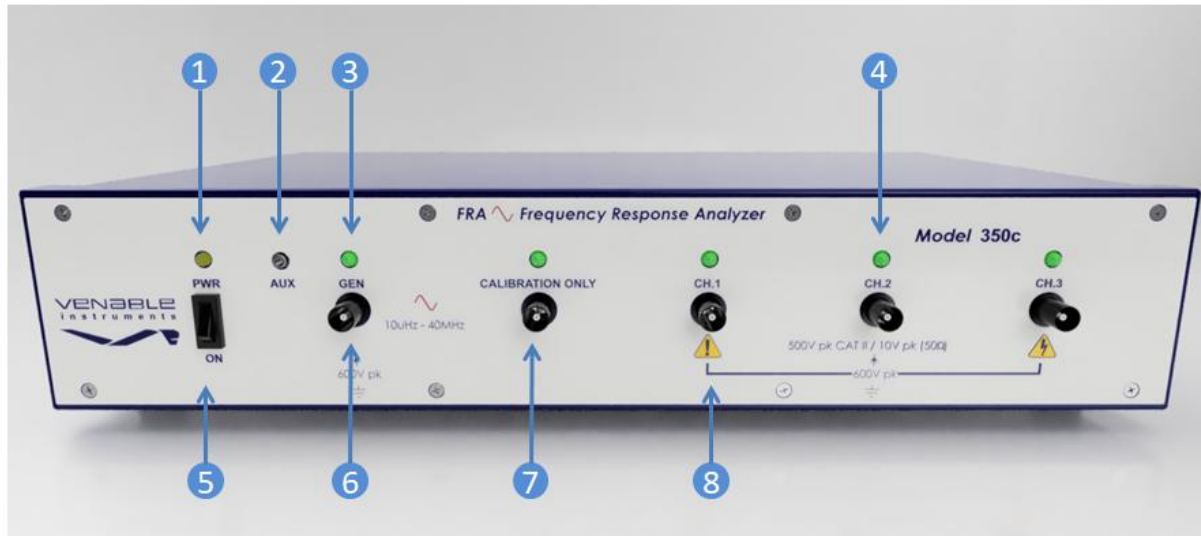 1 2 3 4
FRA Frequency Response Analyzer
Model 350c
PWR AUX GEN CALIBRATION ONLY CH.1 CH.2 CH.3
VENABLE
instruments
ON
10uHz - 40MHz
600V pk
500V pk CAT II / 10V pk (50Ω)
600V pk
5 6 7 8